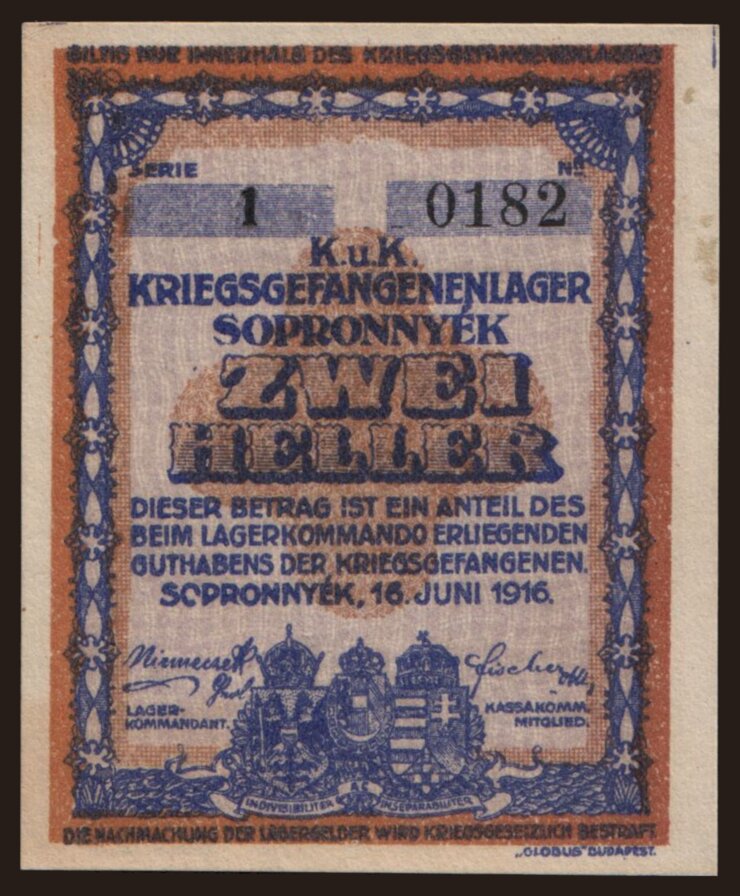 GILTIG NUR INNERHALB DES KRIEGSGEFANGENENLAGERS
SERIE No
1 0182
K.u.K.
KRIEGSGEFANGENENLAGER
SOPRONNYÉK
ZWEI
HELLER
DIESER BETRAG IST EIN ANTEIL DES
BEIM LAGERKOMMANDO ERLIEGENDEN
GUTHABENS DER KRIEGSGEFANGENEN.
SOPRONNYÉK, 16. JUNI 1916.
Fischer
LAGER-
KOMMANDANT.
KASSAKOMM.
MITGLIED.
INDIVISIBILITER AC INSEPARABILITER
DIE NACHMACHUNG DER LAGERGELDER WIRD KRIEGSGESETZLICH BESTRAFT
„GLOBUS" BUDAPEST.